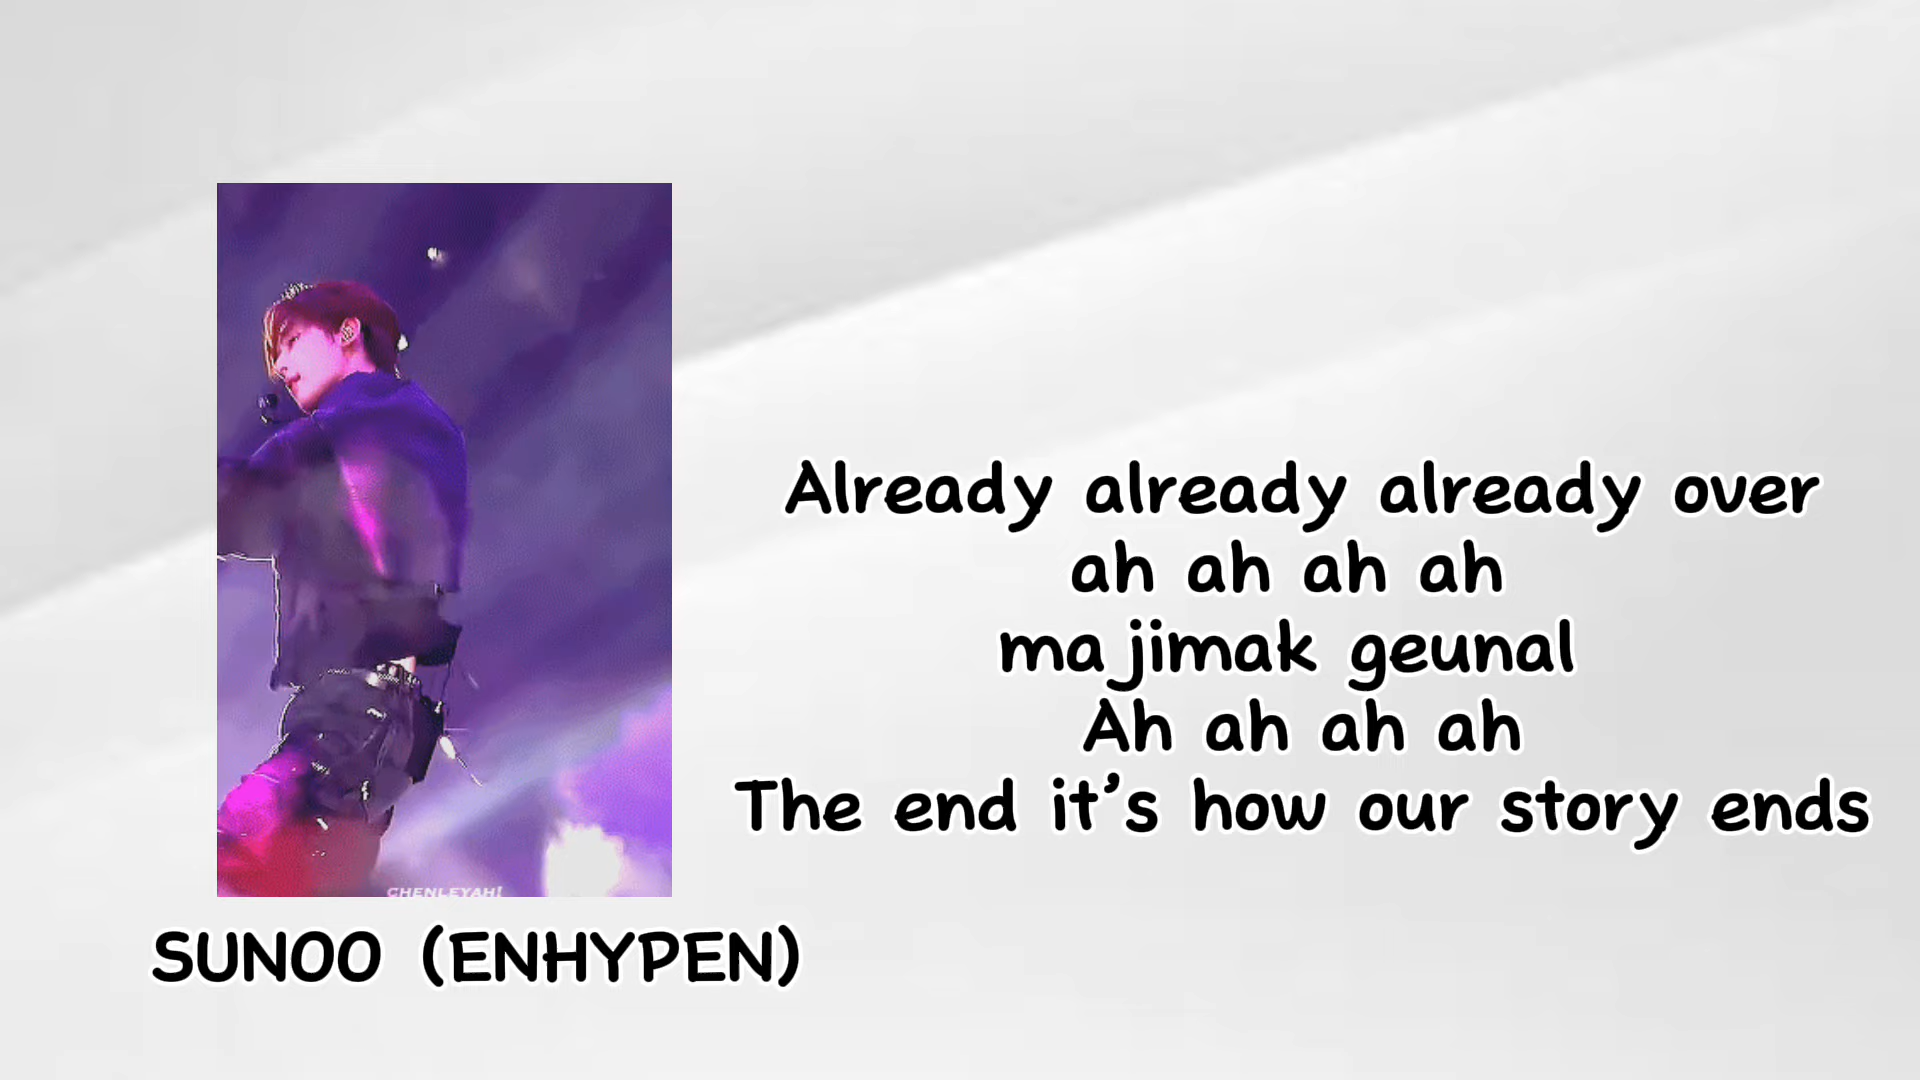 Already already already over
ah ah ah ah
majimak geunal
Ah ah ah ah
The end it's how our story ends
CHENLEYAH!
SUNOO (ENHYPEN)